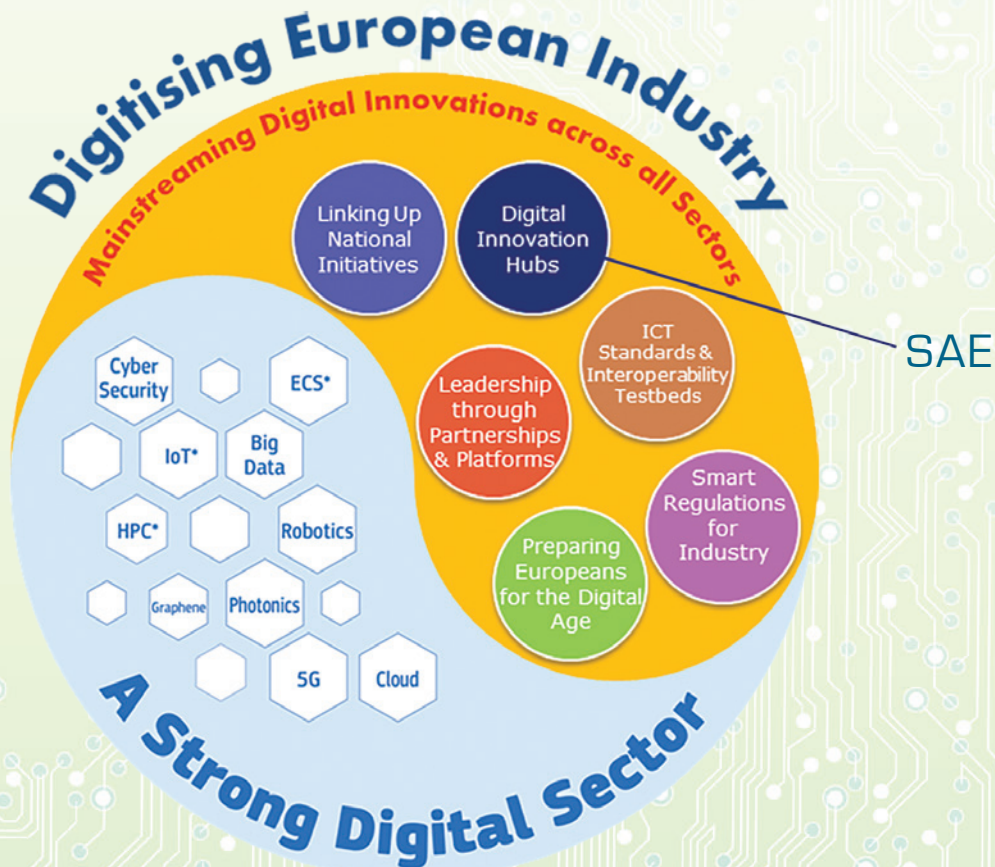 Digitising European Industry
Mainstreaming Digital Innovations across all Sectors
Linking Up
National
Initiatives
Digital
Innovation
Hubs
ICT
Standards &
Interoperability
Testbeds
SAE
Leadership
through
Partnerships
& Platforms
Smart
Regulations
for
Industry
Preparing
Europeans
for the Digital
Age
Cyber
Security
ECS*
IoT*
Big
Data
HPC*
Robotics
Graphene
Photonics
5G
Cloud
A Strong Digital Sector